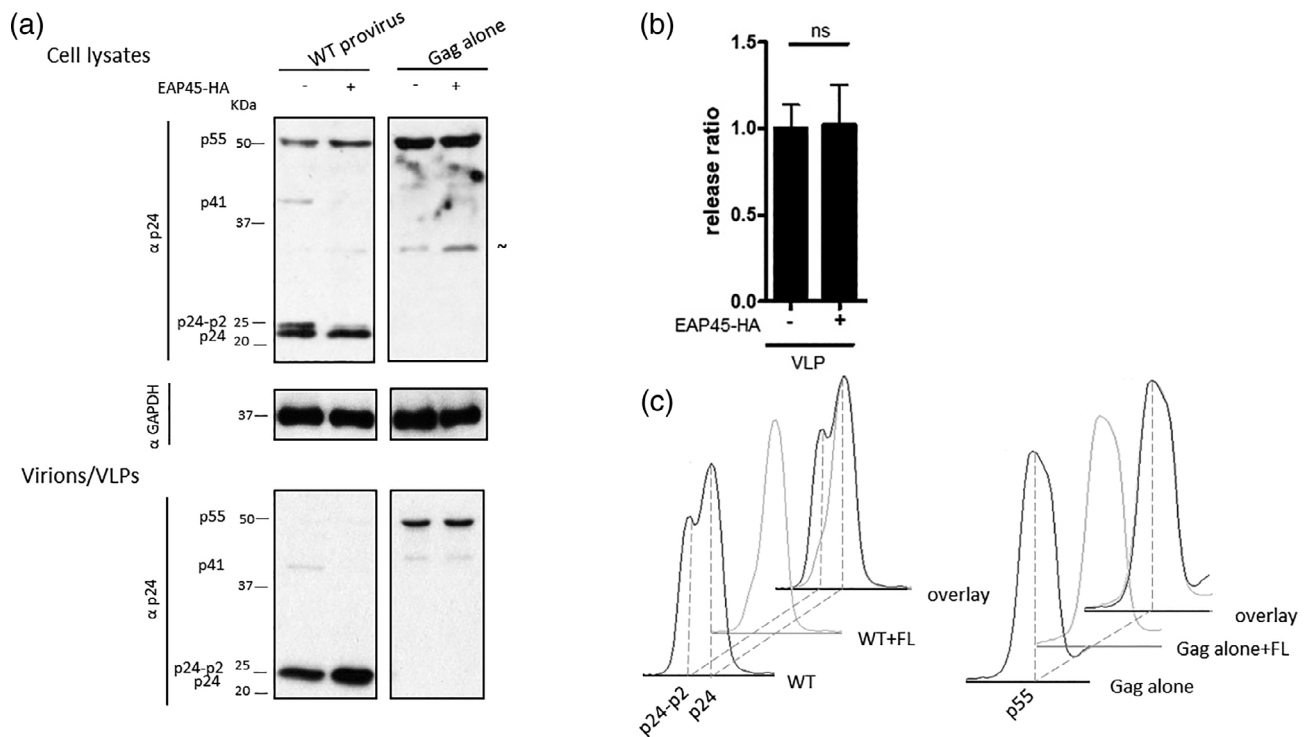 (a)
Cell lysates
WT provirus
Gag alone
EAP45-HA - + - +
KDa
α p24
p55 50
p41
37
~
p24-p2 25
p24
20
α GAPDH
37
Virions/VLPs
α p24
p55 50
p41
37
p24-p2 25
p24
20
(b)
ns
release ratio
1.5
1.0
0.5
0.0
EAP45-HA - +
VLP
(c)
overlay
WT+FL
WT
p24-p2
p24
overlay
Gag alone+FL
Gag alone
p55